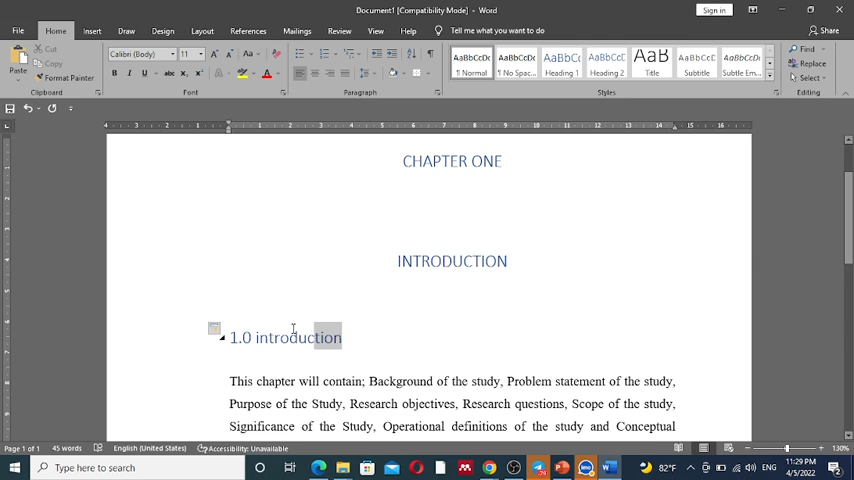 Document1 [Compatibility Mode] - Word
Sign in
File Home Insert Draw Design Layout References Mailings Review View Help Tell me what you want to do Share
Paste
Cut
Copy
Format Painter
Clipboard
Calibri (Body) 11
Font
Paragraph
AaBbCcDc AaBbCcDc AaBbCc AaBbCc AaB AaBbCcD AaBbCcDc
¶ Normal ¶ No Spac... Heading 1 Heading 2 Title Subtitle Subtle Em...
Styles
Find
Replace
Select
Editing
CHAPTER ONE
INTRODUCTION
1.0 introduction
This chapter will contain; Background of the study, Problem statement of the study,
Purpose of the Study, Research objectives, Research questions, Scope of the study,
Significance of the Study, Operational definitions of the study and Conceptual
Page 1 of 1 45 words English (United States) Accessibility: Unavailable 130%
Type here to search
82°F ENG
11:29 PM
4/5/2022